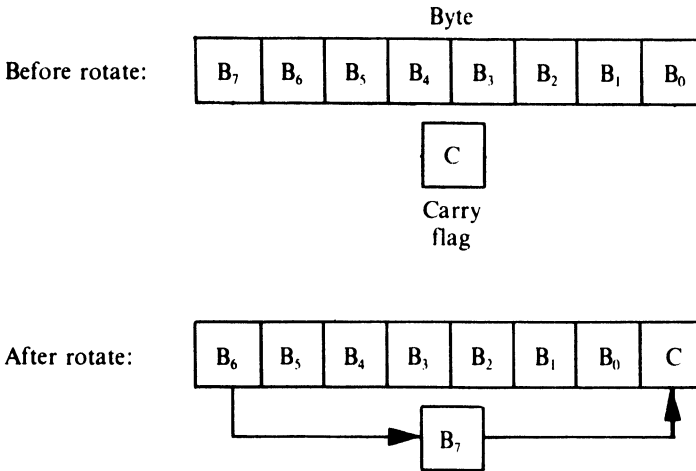 Byte
Before rotate: B₇ B₆ B₅ B₄ B₃ B₂ B₁ B₀
C
Carry
flag
After rotate: B₆ B₅ B₄ B₃ B₂ B₁ B₀ C
B₇